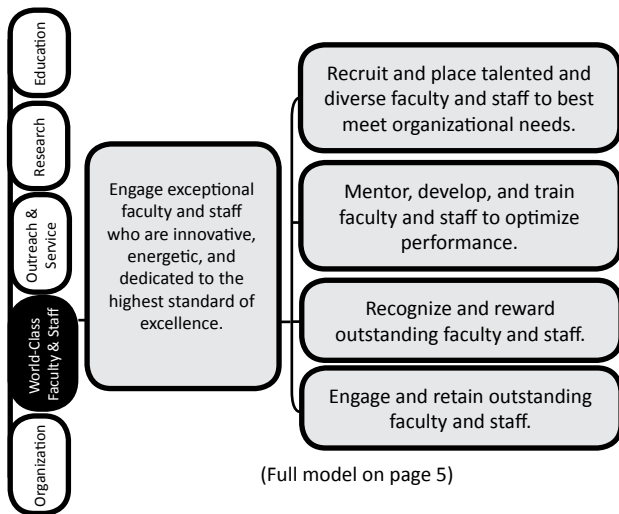 Education
Research
Outreach &
Service
World-Class
Faculty & Staff
Organization
Engage exceptional
faculty and staff
who are innovative,
energetic, and
dedicated to the
highest standard of
excellence.
Recruit and place talented and
diverse faculty and staff to best
meet organizational needs.
Mentor, develop, and train
faculty and staff to optimize
performance.
Recognize and reward
outstanding faculty and staff.
Engage and retain outstanding
faculty and staff.
(Full model on page 5)